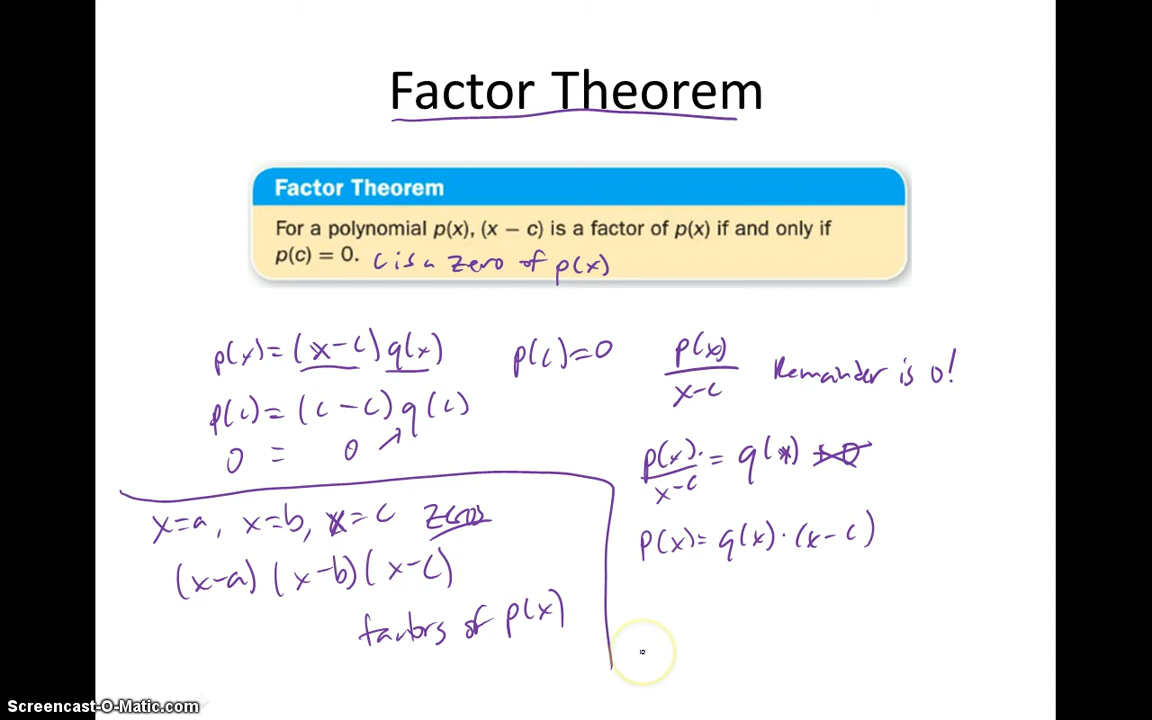 Factor Theorem
Factor Theorem
For a polynomial p(x), (x − c) is a factor of p(x) if and only if
p(c) = 0. c is a zero of p(x)
p(x)= (x-c) q(x)
p(c)= (c-c) q(c)
0 = 0
p(c)=0
p(x)
x-c
Remainder is 0!
p(x) = q(x) +0
x-c
p(x)= q(x)·(x-c)
x=a, x=b, x=c zeros
(x-a) (x-b) (x-c)
factors of p(x)
Screencast-O-Matic.com